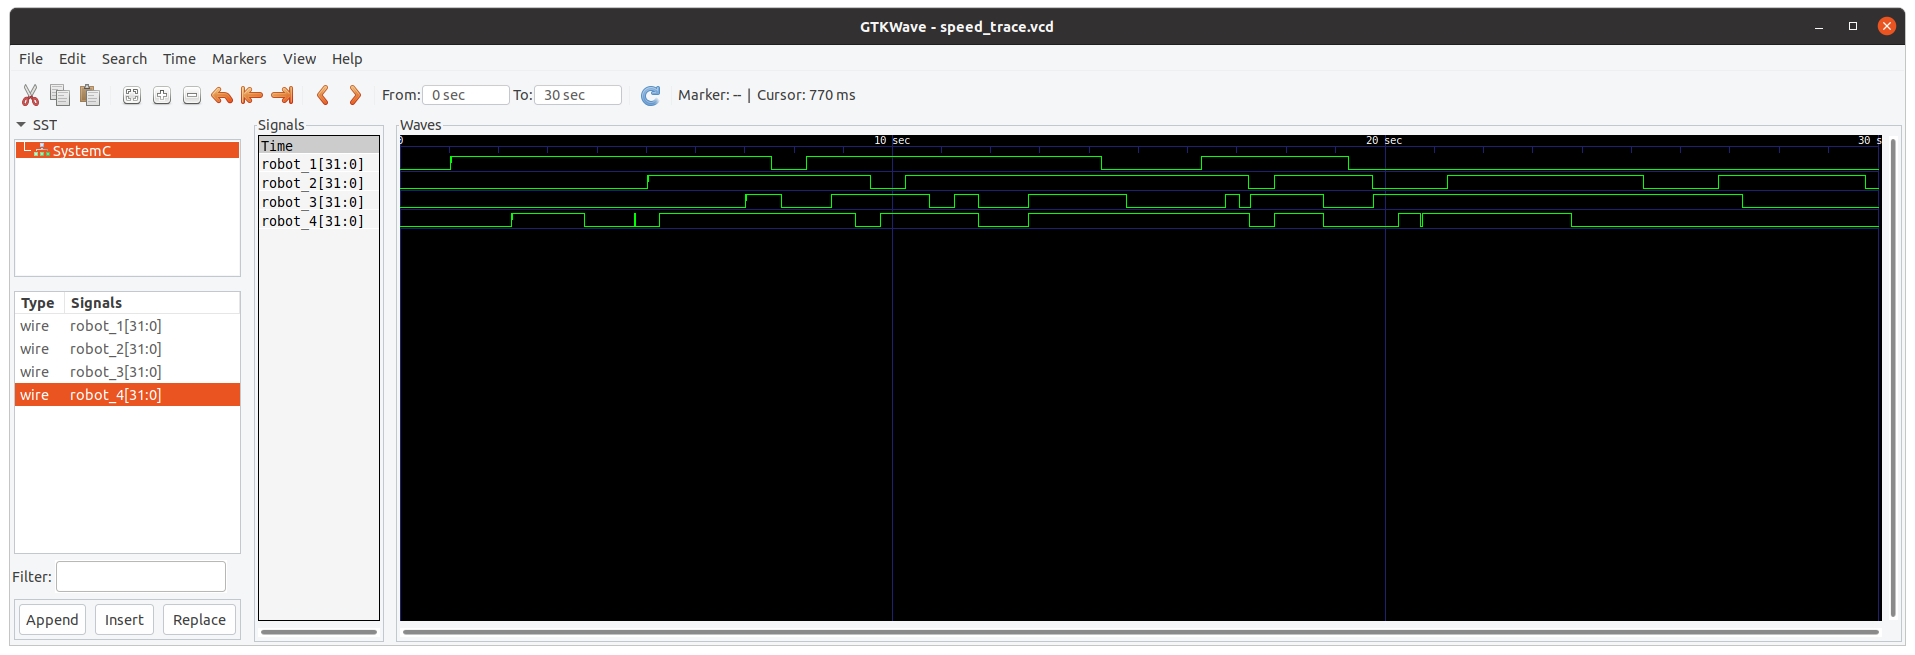 GTKWave - speed_trace.vcd
File Edit Search Time Markers View Help
From: 0 sec To: 30 sec Marker: -- | Cursor: 770 ms
SST
SystemC
Type Signals
wire robot_1[31:0]
wire robot_2[31:0]
wire robot_3[31:0]
wire robot_4[31:0]
Filter:
Append Insert Replace
Signals
Time
robot_1[31:0]
robot_2[31:0]
robot_3[31:0]
robot_4[31:0]
Waves
0 10 sec 20 sec 30 s